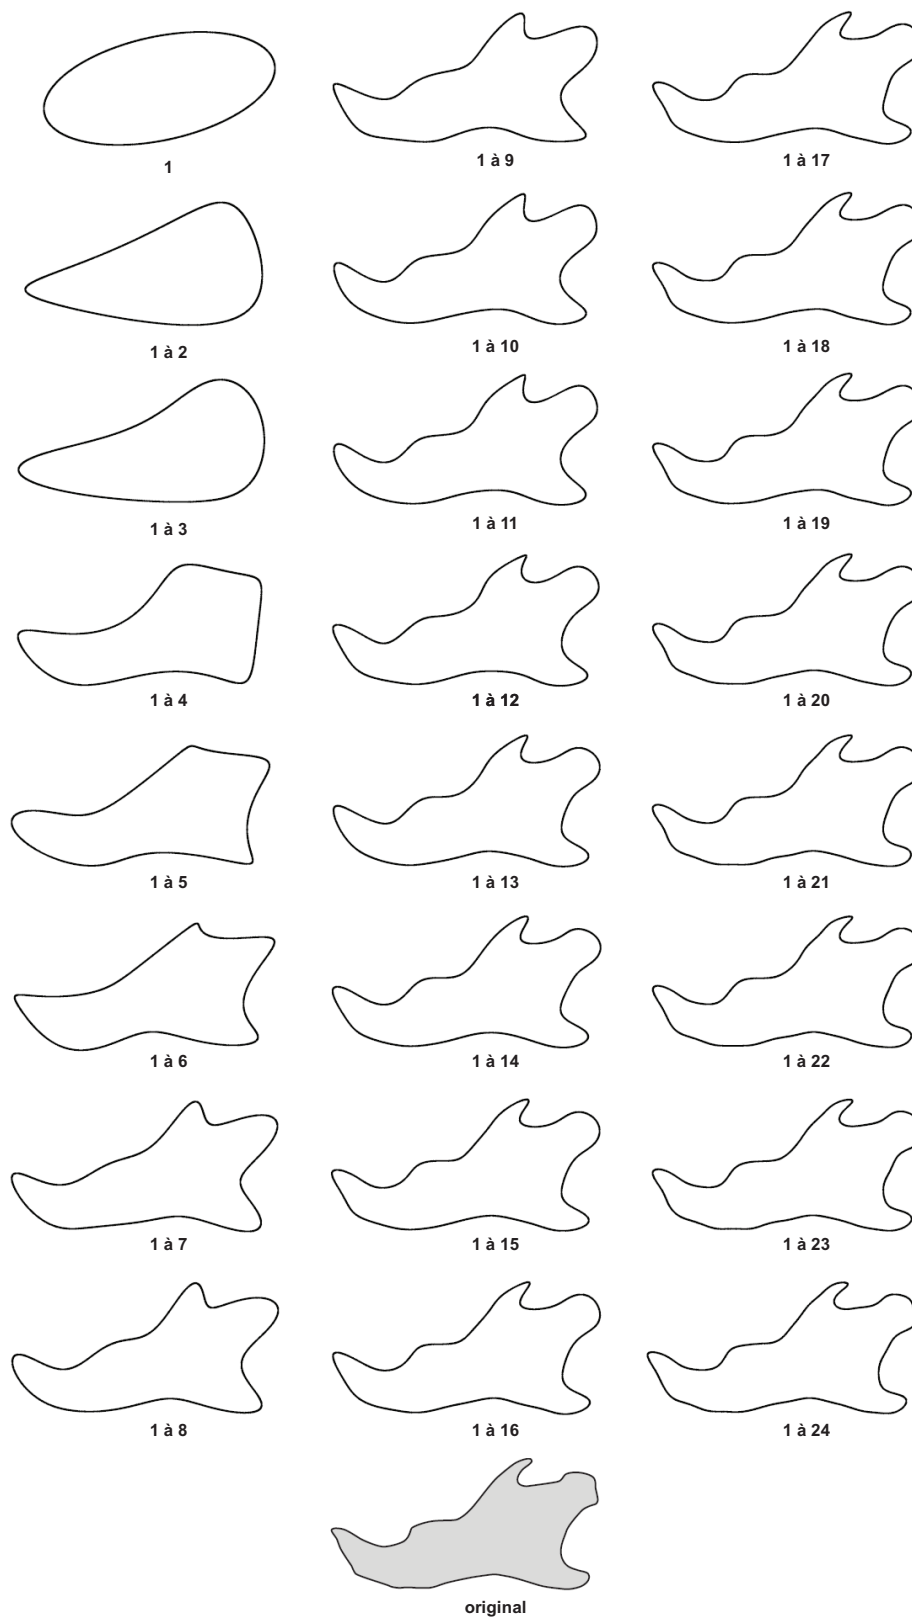 1
1 à 2
1 à 3
1 à 4
1 à 5
1 à 6
1 à 7
1 à 8
1 à 9
1 à 10
1 à 11
1 à 12
1 à 13
1 à 14
1 à 15
1 à 16
1 à 17
1 à 18
1 à 19
1 à 20
1 à 21
1 à 22
1 à 23
1 à 24
original